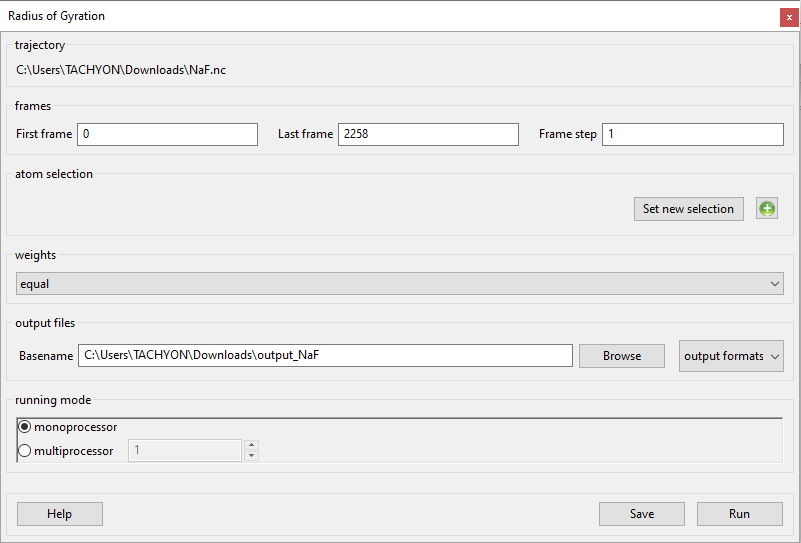 Radius of Gyration
trajectory
C:\Users\TACHYON\Downloads\NaF.nc
frames
First frame 0 Last frame 2258 Frame step 1
atom selection
Set new selection
weights
equal
output files
Basename C:\Users\TACHYON\Downloads\output_NaF Browse output formats
running mode
monoprocessor
multiprocessor 1
Help Save Run